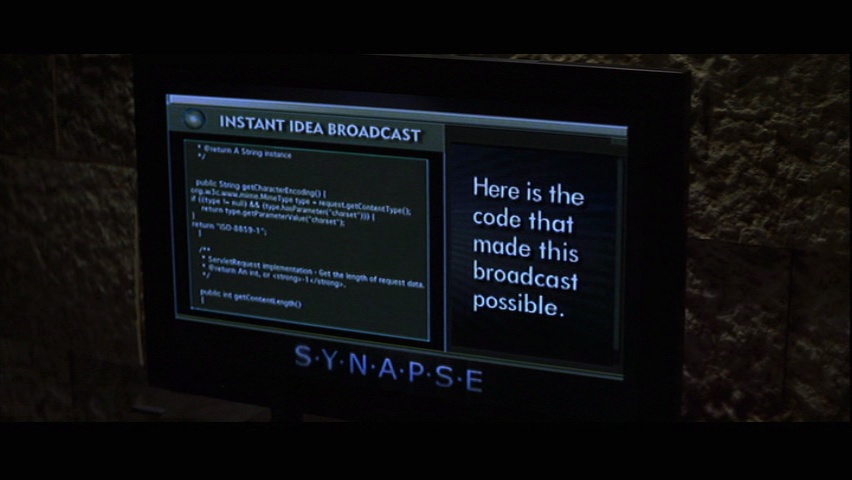 INSTANT IDEA BROADCAST
* @return A String instance
*/
public String getCharacterEncoding() {
org.w3c.www.mime.MimeType type = request.getContentType();
if ((type != null) && (type.hasParameter("charset"))) {
return type.getParameterValue("charset");
}
return "ISO-8859-1";
}
/**
* ServletRequest implementation - Get the length of request data.
* @return An int, or <strong>-1</strong>.
*/
public int getContentLength()
{
Here is the
code that
made this
broadcast
possible.
S·Y·N·A·P·S·E